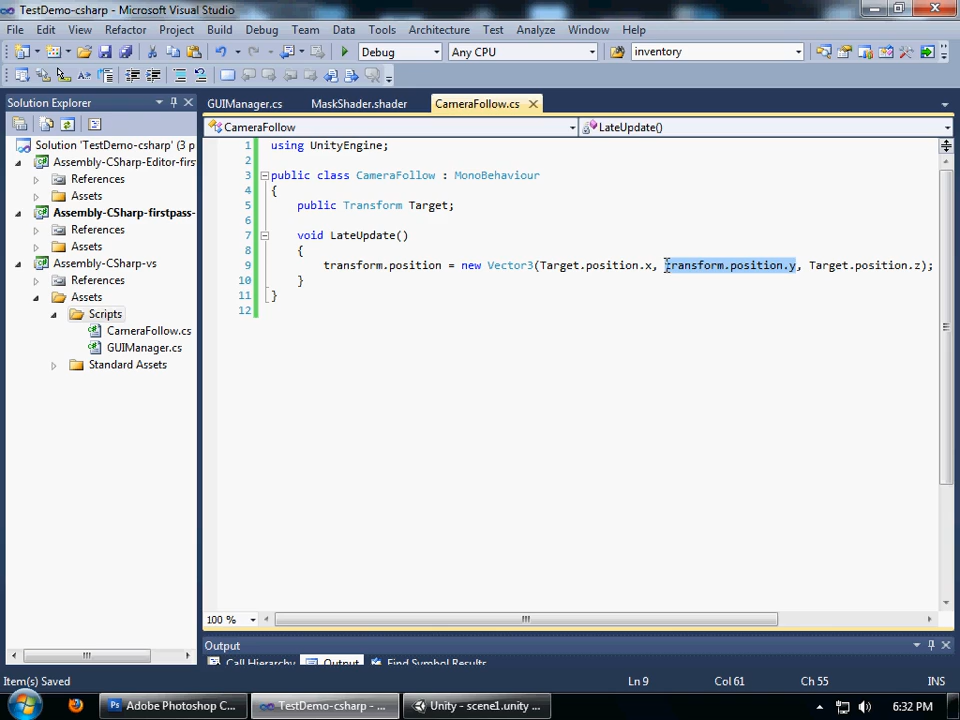 TestDemo-csharp - Microsoft Visual Studio
File Edit View Refactor Project Build Debug Team Data Tools Architecture Test Analyze Window Help
Debug Any CPU inventory
Solution Explorer
GUIManager.cs MaskShader.shader CameraFollow.cs
CameraFollow LateUpdate()
Solution 'TestDemo-csharp' (3 p
Assembly-CSharp-Editor-firs
References
Assets
Assembly-CSharp-firstpass-
References
Assets
Assembly-CSharp-vs
References
Assets
Scripts
CameraFollow.cs
GUIManager.cs
Standard Assets
1 using UnityEngine;
2
3 public class CameraFollow : MonoBehaviour
4 {
5 public Transform Target;
6
7 void LateUpdate()
8 {
9 transform.position = new Vector3(Target.position.x, transform.position.y, Target.position.z);
10 }
11 }
12
100 %
Output
Call Hierarchy Output Find Symbol Results
Item(s) Saved Ln 9 Col 61 Ch 55 INS
Adobe Photoshop C... TestDemo-csharp - ... Unity - scene1.unity ... 6:32 PM